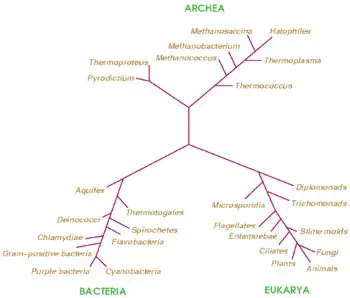 ARCHEA
Methanosarcina
Halophiles
Methanobacterium
Methanococcus
Thermoproteus
Thermoplasma
Pyrodictium
Thermococcus
Aquifex
Diplomonads
Microsporidia
Trichomonads
Thermotogales
Deinococci
Flagellates
Spirochetes
Slime molds
Entamoebae
Chlamydiae
Flavobacteria
Gram-positive bacteria
Ciliates
Fungi
Plants
Purple bacteria
Cyanobacteria
Animals
BACTERIA
EUKARYA